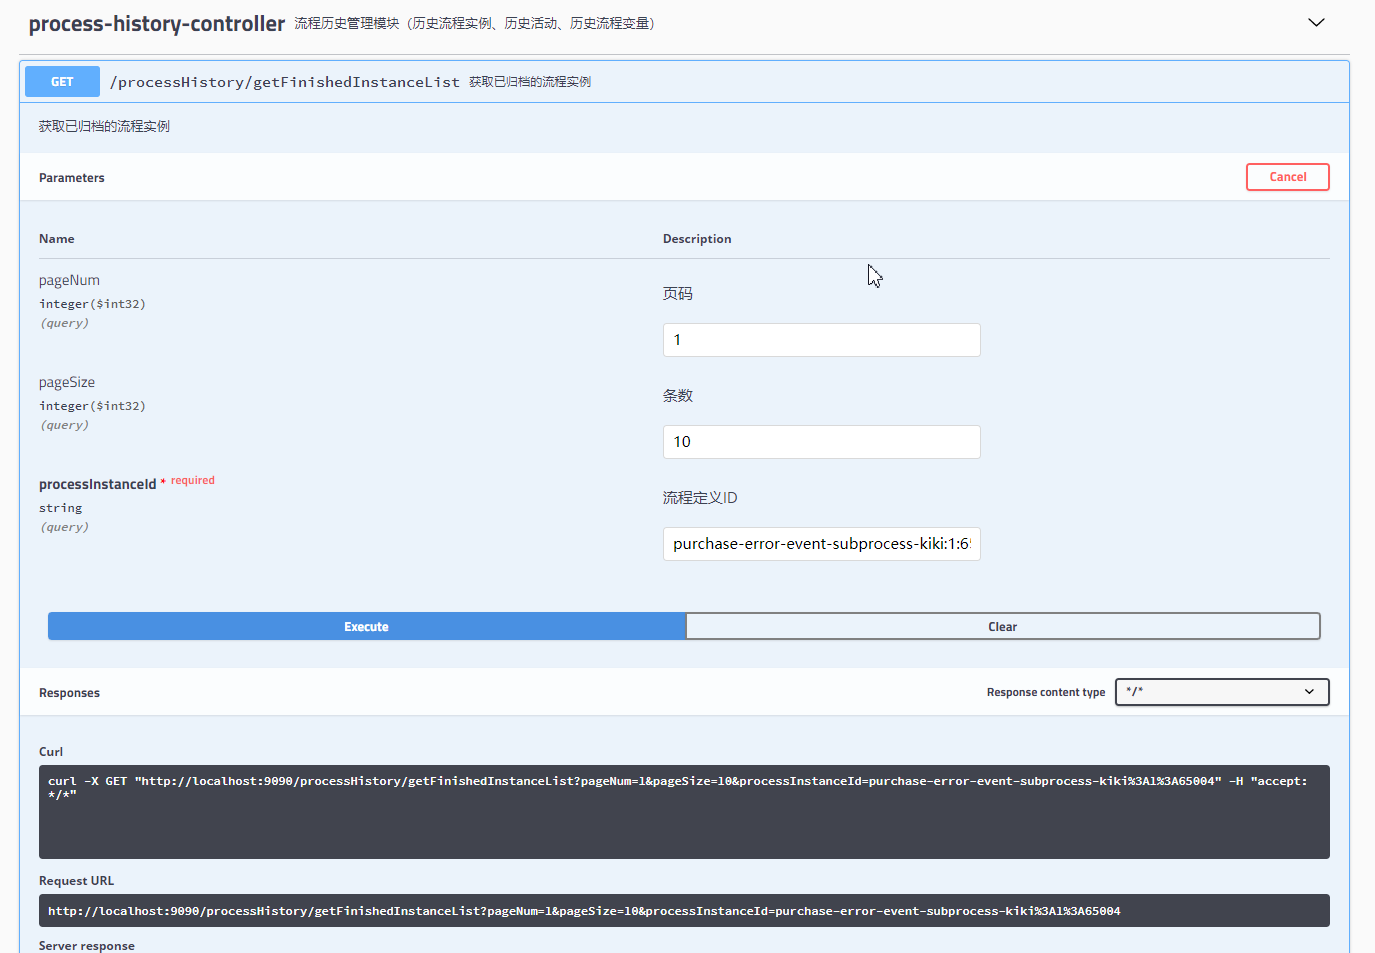 process-history-controller 流程历史管理模块（历史流程实例、历史活动、历史流程变量）
GET /processHistory/getFinishedInstanceList 获取已归档的流程实例
获取已归档的流程实例
Parameters Cancel
Name Description
pageNum
integer($int32)
(query)
页码
1
pageSize
integer($int32)
(query)
条数
10
processInstanceId * required
string
(query)
流程定义ID
purchase-error-event-subprocess-kiki:1:6
Execute Clear
Responses Response content type */*
Curl
curl -X GET "http://localhost:9090/processHistory/getFinishedInstanceList?pageNum=1&pageSize=10&processInstanceId=purchase-error-event-subprocess-kiki%3A1%3A65004" -H "accept:
*/*"
Request URL
http://localhost:9090/processHistory/getFinishedInstanceList?pageNum=1&pageSize=10&processInstanceId=purchase-error-event-subprocess-kiki%3A1%3A65004
Server response